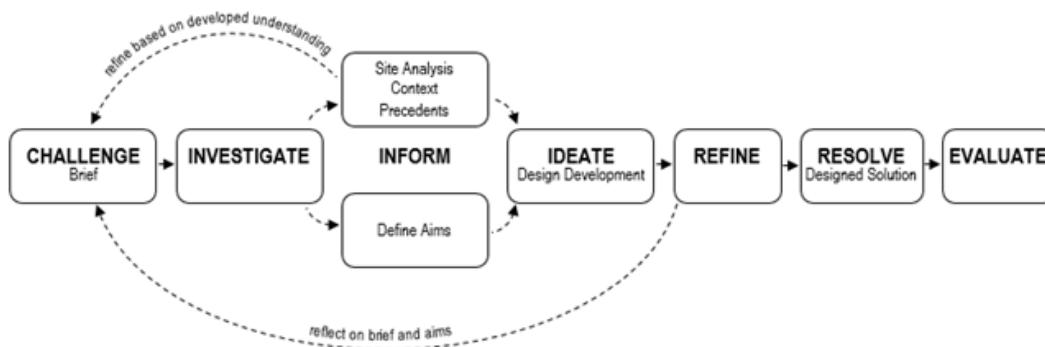 refine based on developed understanding
Site Analysis
Context
Precedents
CHALLENGE
Brief
INVESTIGATE
INFORM
IDEATE
Design Development
REFINE
RESOLVE
Designed Solution
EVALUATE
Define Aims
reflect on brief and aims